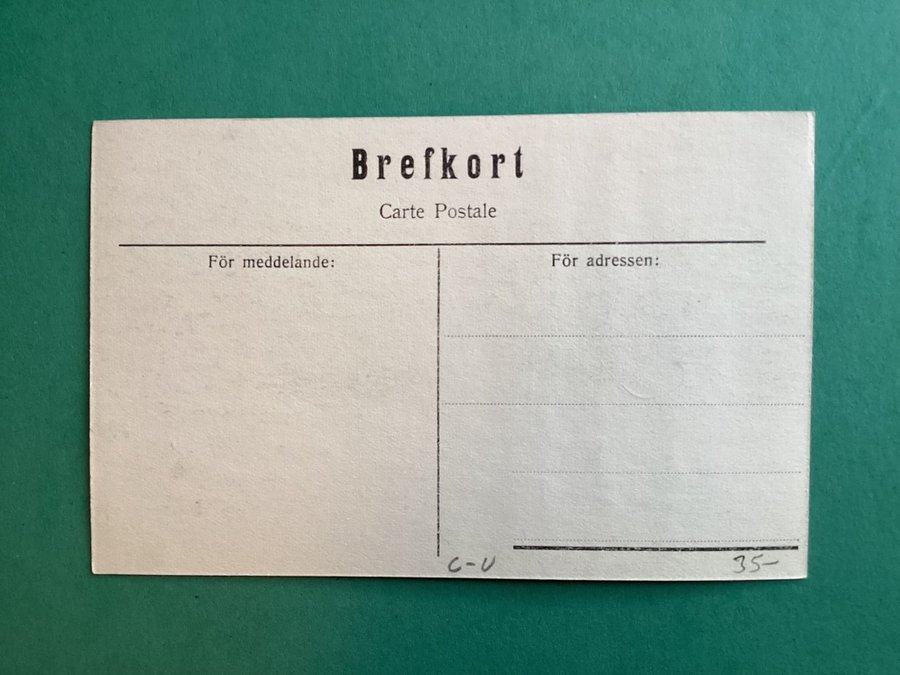 Brefkort
Carte Postale
För meddelande:
För adressen:
C-U
35-